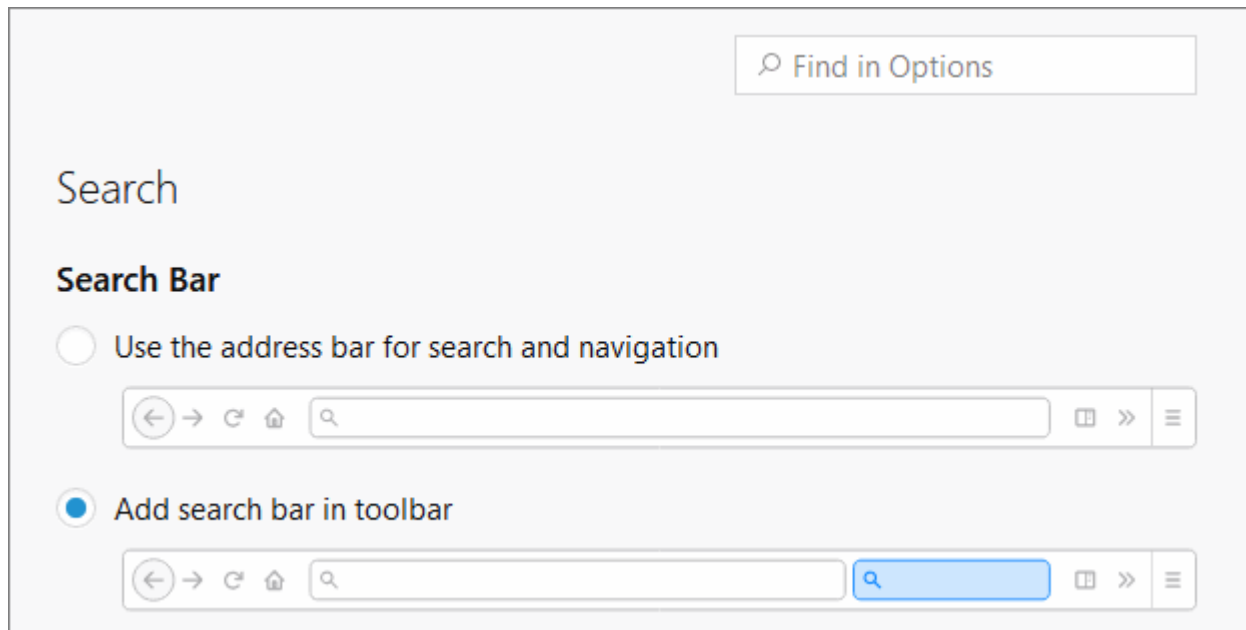 Find in Options
Search
Search Bar
Use the address bar for search and navigation
Add search bar in toolbar